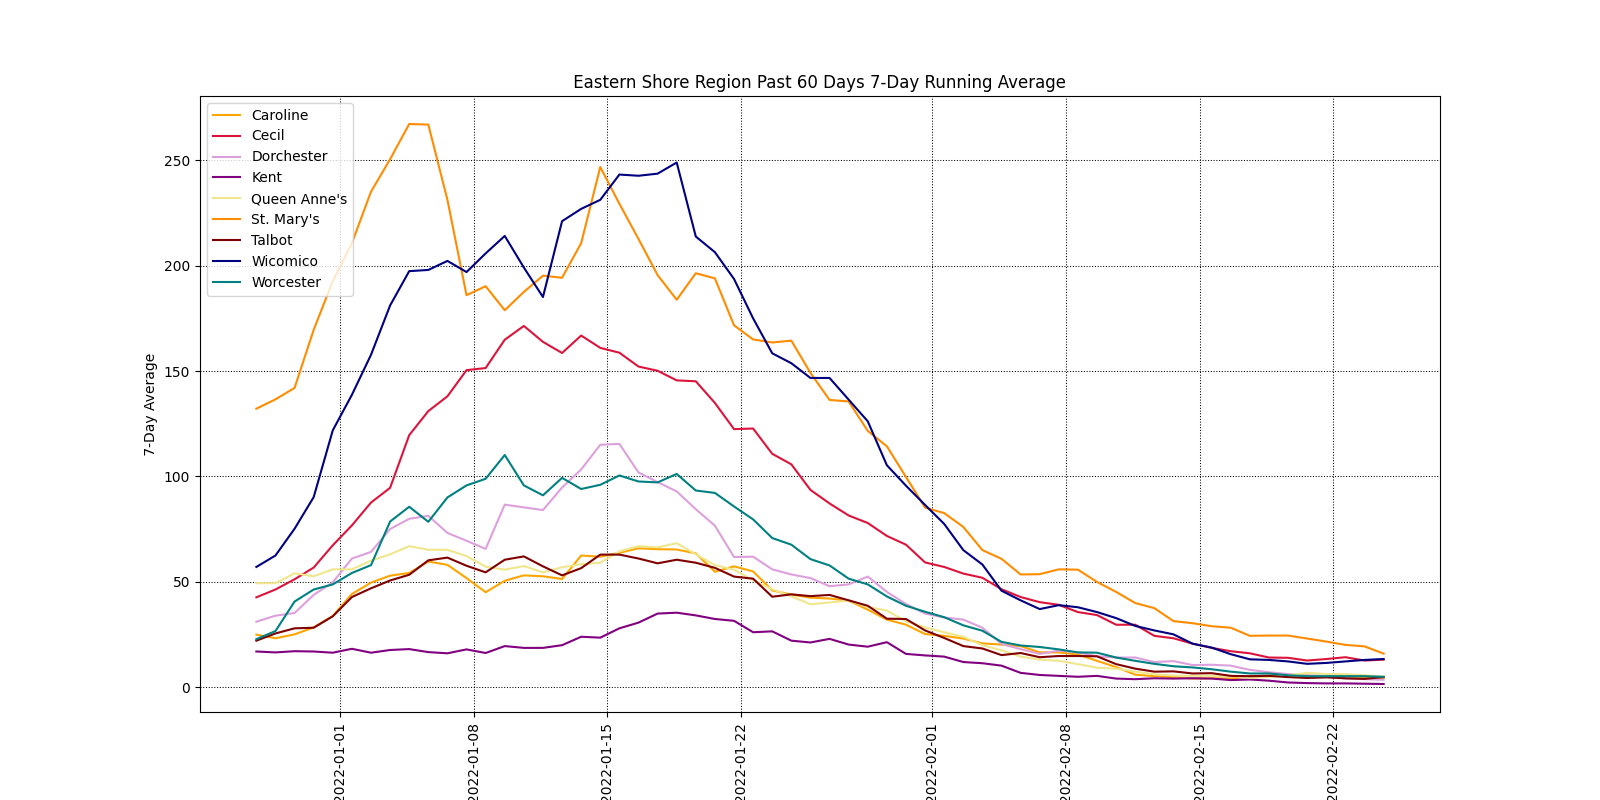 Eastern Shore Region Past 60 Days 7-Day Running Average
Caroline
Cecil
Dorchester
Kent
Queen Anne's
St. Mary's
Talbot
Wicomico
Worcester
7-Day Average
250
200
150
100
50
0
2022-01-01
2022-01-08
2022-01-15
2022-01-22
2022-02-01
2022-02-08
2022-02-15
2022-02-22